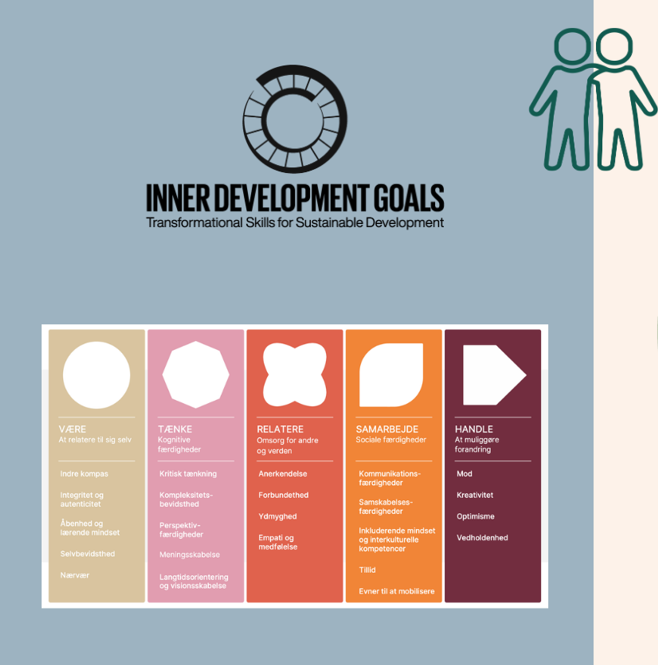 INNER DEVELOPMENT GOALS
Transformational Skills for Sustainable Development
VÆRE
At relatere til sig selv
Indre kompas
Integritet og
autenticitet
Åbenhed og
lærende mindset
Selvbevidsthed
Nærvær
TÆNKE
Kognitive
færdigheder
Kritisk tænkning
Kompleksitets-
bevidsthed
Perspektiv-
færdigheder
Meningsskabelse
Langtidsorientering
og visionsskabelse
RELATERE
Omsorg for andre
og verden
Anerkendelse
Forbundethed
Ydmyghed
Empati og
medfølelse
SAMARBEJDE
Sociale færdigheder
Kommunikations-
færdigheder
Samskabelses-
færdigheder
Inkluderende mindset
og interkulturelle
kompetencer
Tillid
Evner til at mobilisere
HANDLE
At muliggøre
forandring
Mod
Kreativitet
Optimisme
Vedholdenhed